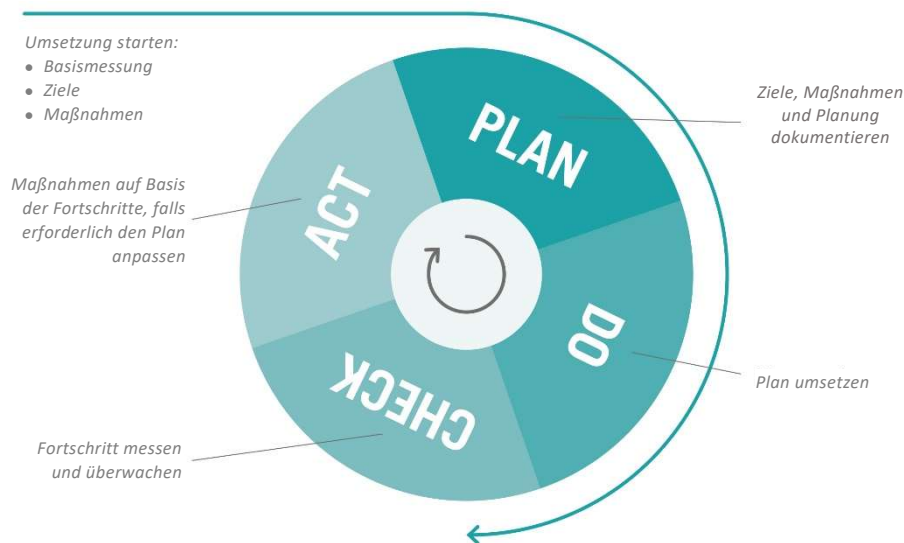 Umsetzung starten:
• Basismessung
• Ziele
• Maßnahmen
PLAN
Ziele, Maßnahmen
und Planung
dokumentieren
DO
Plan umsetzen
CHECK
Fortschritt messen
und überwachen
ACT
Maßnahmen auf Basis
der Fortschritte, falls
erforderlich den Plan
anpassen